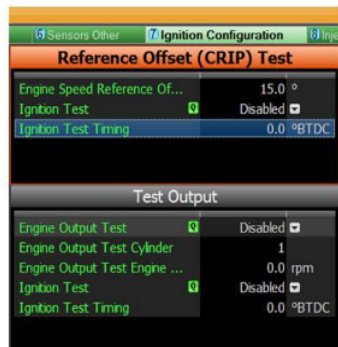 6 Sensors Other 7 Ignition Configuration 8 Inje
Reference Offset (CRIP) Test
Engine Speed Reference Of... 15.0 °
Ignition Test Q Disabled
Ignition Test Timing 0.0 °BTDC
Test Output
Engine Output Test Q Disabled
Engine Output Test Cylinder 1
Engine Output Test Engine ... 0.0 rpm
Ignition Test Q Disabled
Ignition Test Timing 0.0 °BTDC